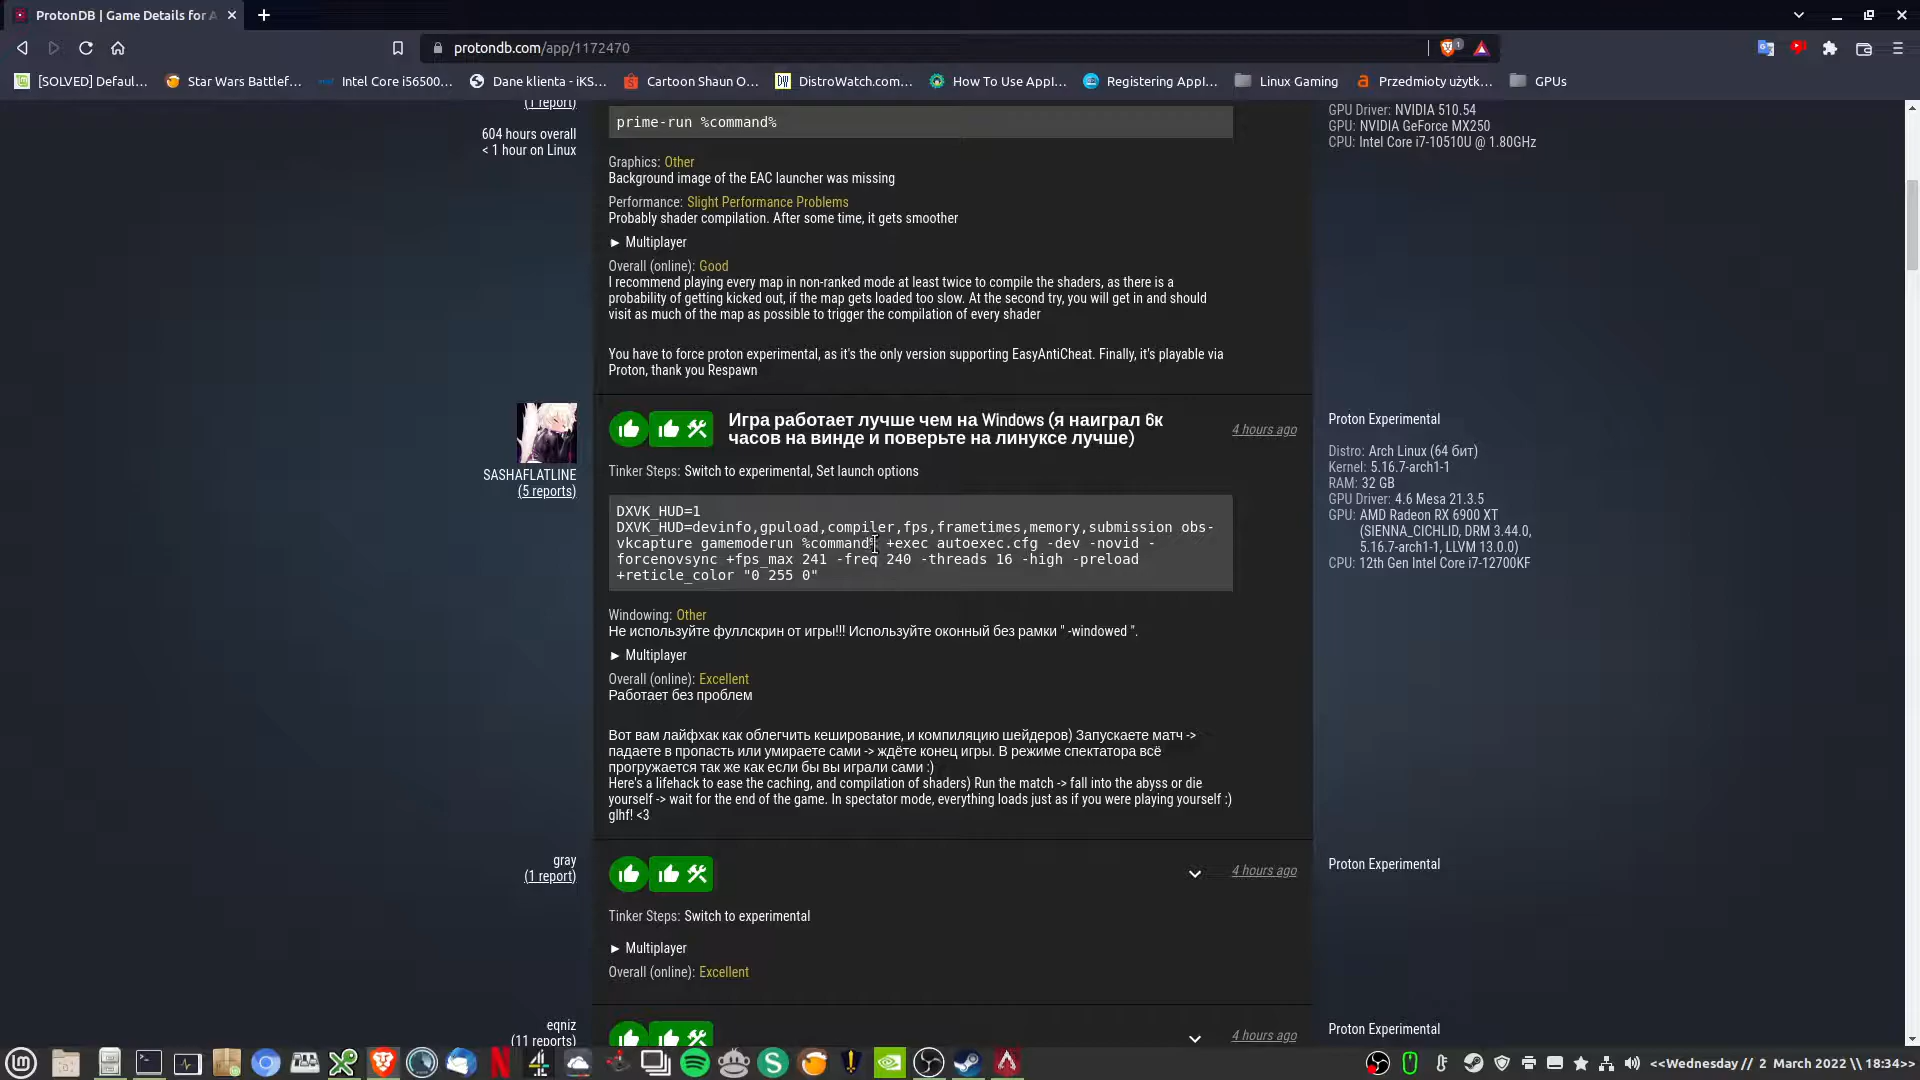 ProtonDB | Game Details for A
protondb.com/app/1172470
1
[SOLVED] Defaul...
Star Wars Battlef...
Intel Core i56500...
Dane klienta - iKS...
Cartoon Shaun O...
DW
DistroWatch.com...
How To Use Appl...
Registering Appl...
Linux Gaming
Przedmioty użytk...
GPUs
(1 report)
604 hours overall
< 1 hour on Linux
prime-run %command%
Graphics: Other
Background image of the EAC launcher was missing
Performance: Slight Performance Problems
Probably shader compilation. After some time, it gets smoother
► Multiplayer
Overall (online): Good
I recommend playing every map in non-ranked mode at least twice to compile the shaders, as there is a
probability of getting kicked out, if the map gets loaded too slow. At the second try, you will get in and should
visit as much of the map as possible to trigger the compilation of every shader
You have to force proton experimental, as it's the only version supporting EasyAntiCheat. Finally, it's playable via
Proton, thank you Respawn
GPU Driver: NVIDIA 510.54
GPU: NVIDIA GeForce MX250
CPU: Intel Core i7-10510U @ 1.80GHz
SASHAFLATLINE
(5 reports)
Игра работает лучше чем на Windows (я наиграл 6к
часов на винде и поверьте на линуксе лучше)
4 hours ago
Tinker Steps: Switch to experimental, Set launch options
DXVK_HUD=1
DXVK_HUD=devinfo,gpuload,compiler,fps,frametimes,memory,submission obs-
vkcapture gamemoderun %command% +exec autoexec.cfg -dev -novid -
forcenovsync +fps_max 241 -freq 240 -threads 16 -high -preload
+reticle_color "0 255 0"
Windowing: Other
Не используйте фуллскрин от игры!!! Используйте оконный без рамки " -windowed ".
► Multiplayer
Overall (online): Excellent
Работает без проблем
Вот вам лайфхак как облегчить кеширование, и компиляцию шейдеров) Запускаете матч ->
падаете в пропасть или умираете сами -> ждёте конец игры. В режиме спектатора всё
прогружается так же как если бы вы играли сами :)
Here's a lifehack to ease the caching, and compilation of shaders) Run the match -> fall into the abyss or die
yourself -> wait for the end of the game. In spectator mode, everything loads just as if you were playing yourself :)
glhf! <3
Proton Experimental
Distro: Arch Linux (64 бит)
Kernel: 5.16.7-arch1-1
RAM: 32 GB
GPU Driver: 4.6 Mesa 21.3.5
GPU: AMD Radeon RX 6900 XT
(SIENNA_CICHLID, DRM 3.44.0,
5.16.7-arch1-1, LLVM 13.0.0)
CPU: 12th Gen Intel Core i7-12700KF
gray
(1 report)
4 hours ago
Tinker Steps: Switch to experimental
► Multiplayer
Overall (online): Excellent
Proton Experimental
eqniz
(11 reports)
4 hours ago
Proton Experimental
<<Wednesday // 2 March 2022 \\ 18:34>>